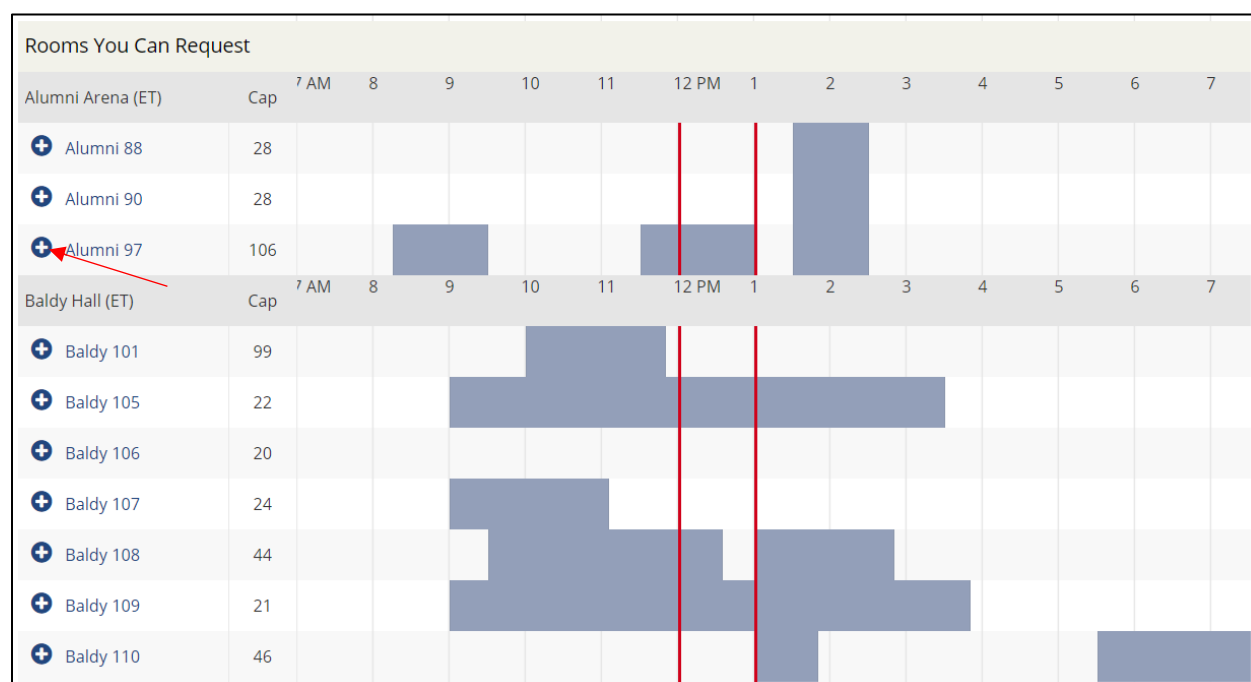 Rooms You Can Request
Alumni Arena (ET) Cap 7 AM 8 9 10 11 12 PM 1 2 3 4 5 6 7
Alumni 88 28
Alumni 90 28
Alumni 97 106
Baldy Hall (ET) Cap 7 AM 8 9 10 11 12 PM 1 2 3 4 5 6 7
Baldy 101 99
Baldy 105 22
Baldy 106 20
Baldy 107 24
Baldy 108 44
Baldy 109 21
Baldy 110 46